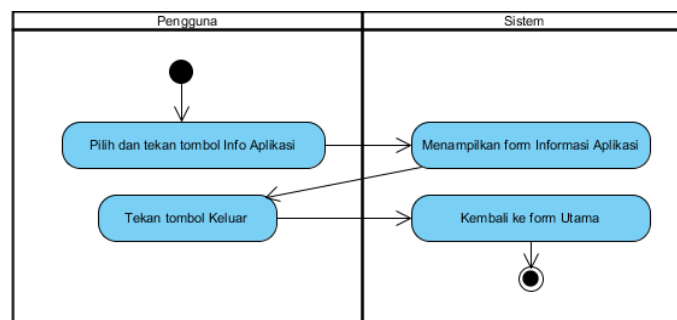 Pengguna
Sistem
Pilih dan tekan tombol Info Aplikasi
Menampilkan form Informasi Aplikasi
Tekan tombol Keluar
Kembali ke form Utama